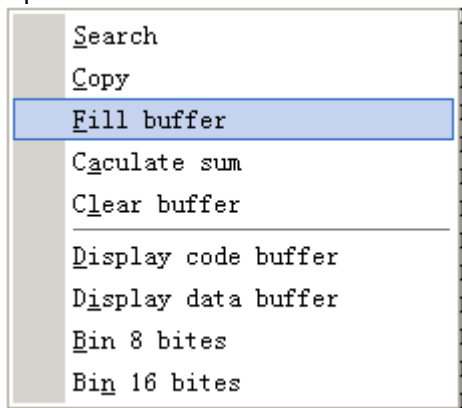 Search
Copy
Fill buffer
Caculate sum
Clear buffer
Display code buffer
Display data buffer
Bin 8 bites
Bin 16 bites